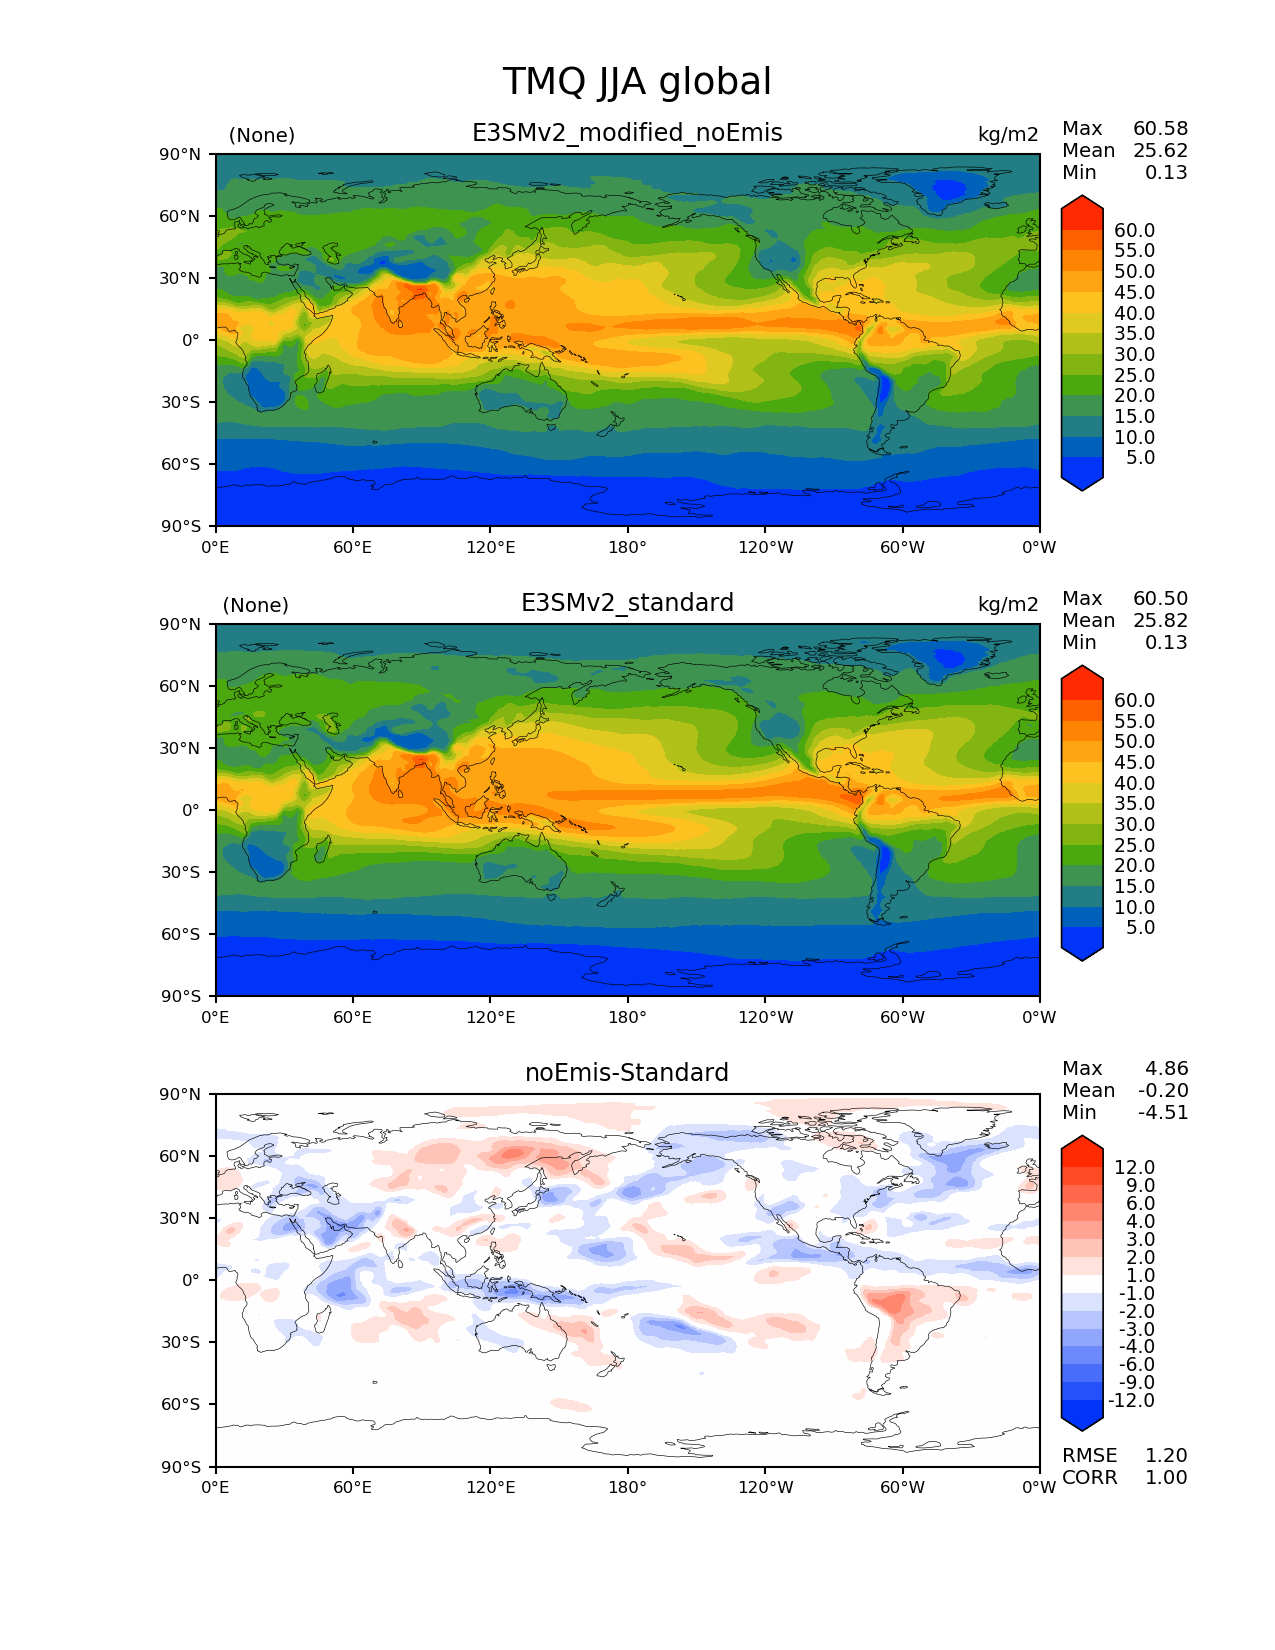 TMQ JJA global
(None) E3SMv2_modified_noEmis kg/m2
Max 60.58
Mean 25.62
Min 0.13
90°N
60°N
30°N
0°
30°S
60°S
90°S
0°E 60°E 120°E 180° 120°W 60°W 0°W
60.0
55.0
50.0
45.0
40.0
35.0
30.0
25.0
20.0
15.0
10.0
5.0
(None) E3SMv2_standard kg/m2
Max 60.50
Mean 25.82
Min 0.13
90°N
60°N
30°N
0°
30°S
60°S
90°S
0°E 60°E 120°E 180° 120°W 60°W 0°W
60.0
55.0
50.0
45.0
40.0
35.0
30.0
25.0
20.0
15.0
10.0
5.0
noEmis-Standard
Max 4.86
Mean -0.20
Min -4.51
90°N
60°N
30°N
0°
30°S
60°S
90°S
0°E 60°E 120°E 180° 120°W 60°W 0°W
12.0
9.0
6.0
4.0
3.0
2.0
1.0
-1.0
-2.0
-3.0
-4.0
-6.0
-9.0
-12.0
RMSE 1.20
CORR 1.00